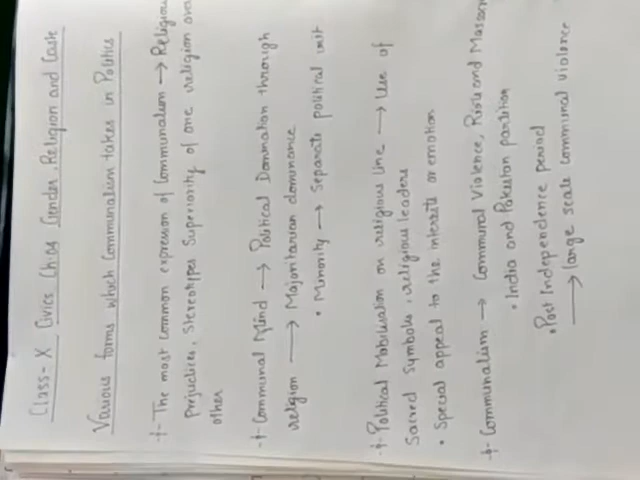 Class- X Civics Ch:04 Gender, Religion and Caste
Various forms which Communalism takes in Politics
-+- The most common expression of Communalism → Religious
Prejudices, Stereotypes Superiority of one religion over
other
-+- Communal Mind → Political Domination through
religion → Majoritarian dominance
• Minority → Separate political unit
-+- Political Mobilisation on religious line → Use of
Sacred Symbols, religious leaders
• Special appeal to the interests or emotion
-+- Communalism → Communal Violence, Riots and Massacre
• India and Pakistan partition
• Post Independence period
→ large scale communal violence